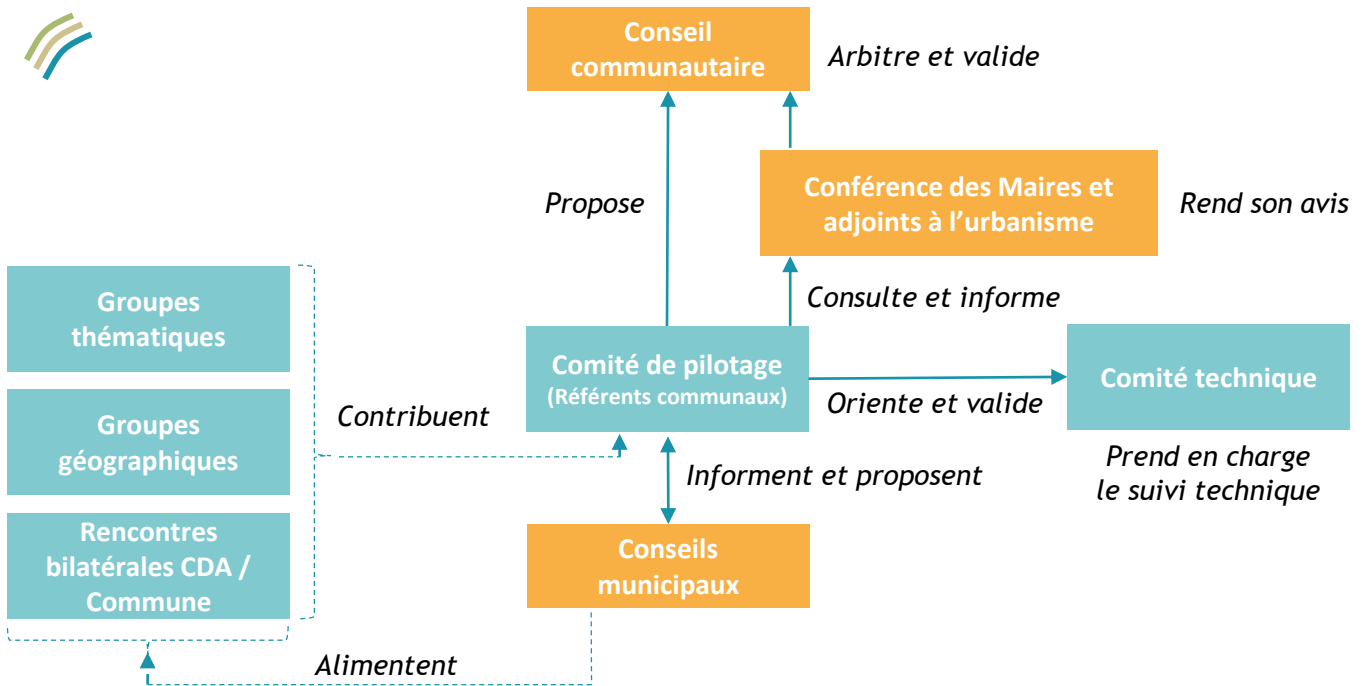 Conseil
communautaire
Arbitre et valide
Conférence des Maires et
adjoints à l’urbanisme
Rend son avis
Propose
Consulte et informe
Groupes
thématiques
Comité de pilotage
(Référents communaux)
Comité technique
Contribuent
Oriente et valide
Groupes
géographiques
Prend en charge
le suivi technique
Informent et proposent
Rencontres
bilatérales CDA /
Commune
Conseils
municipaux
Alimentent